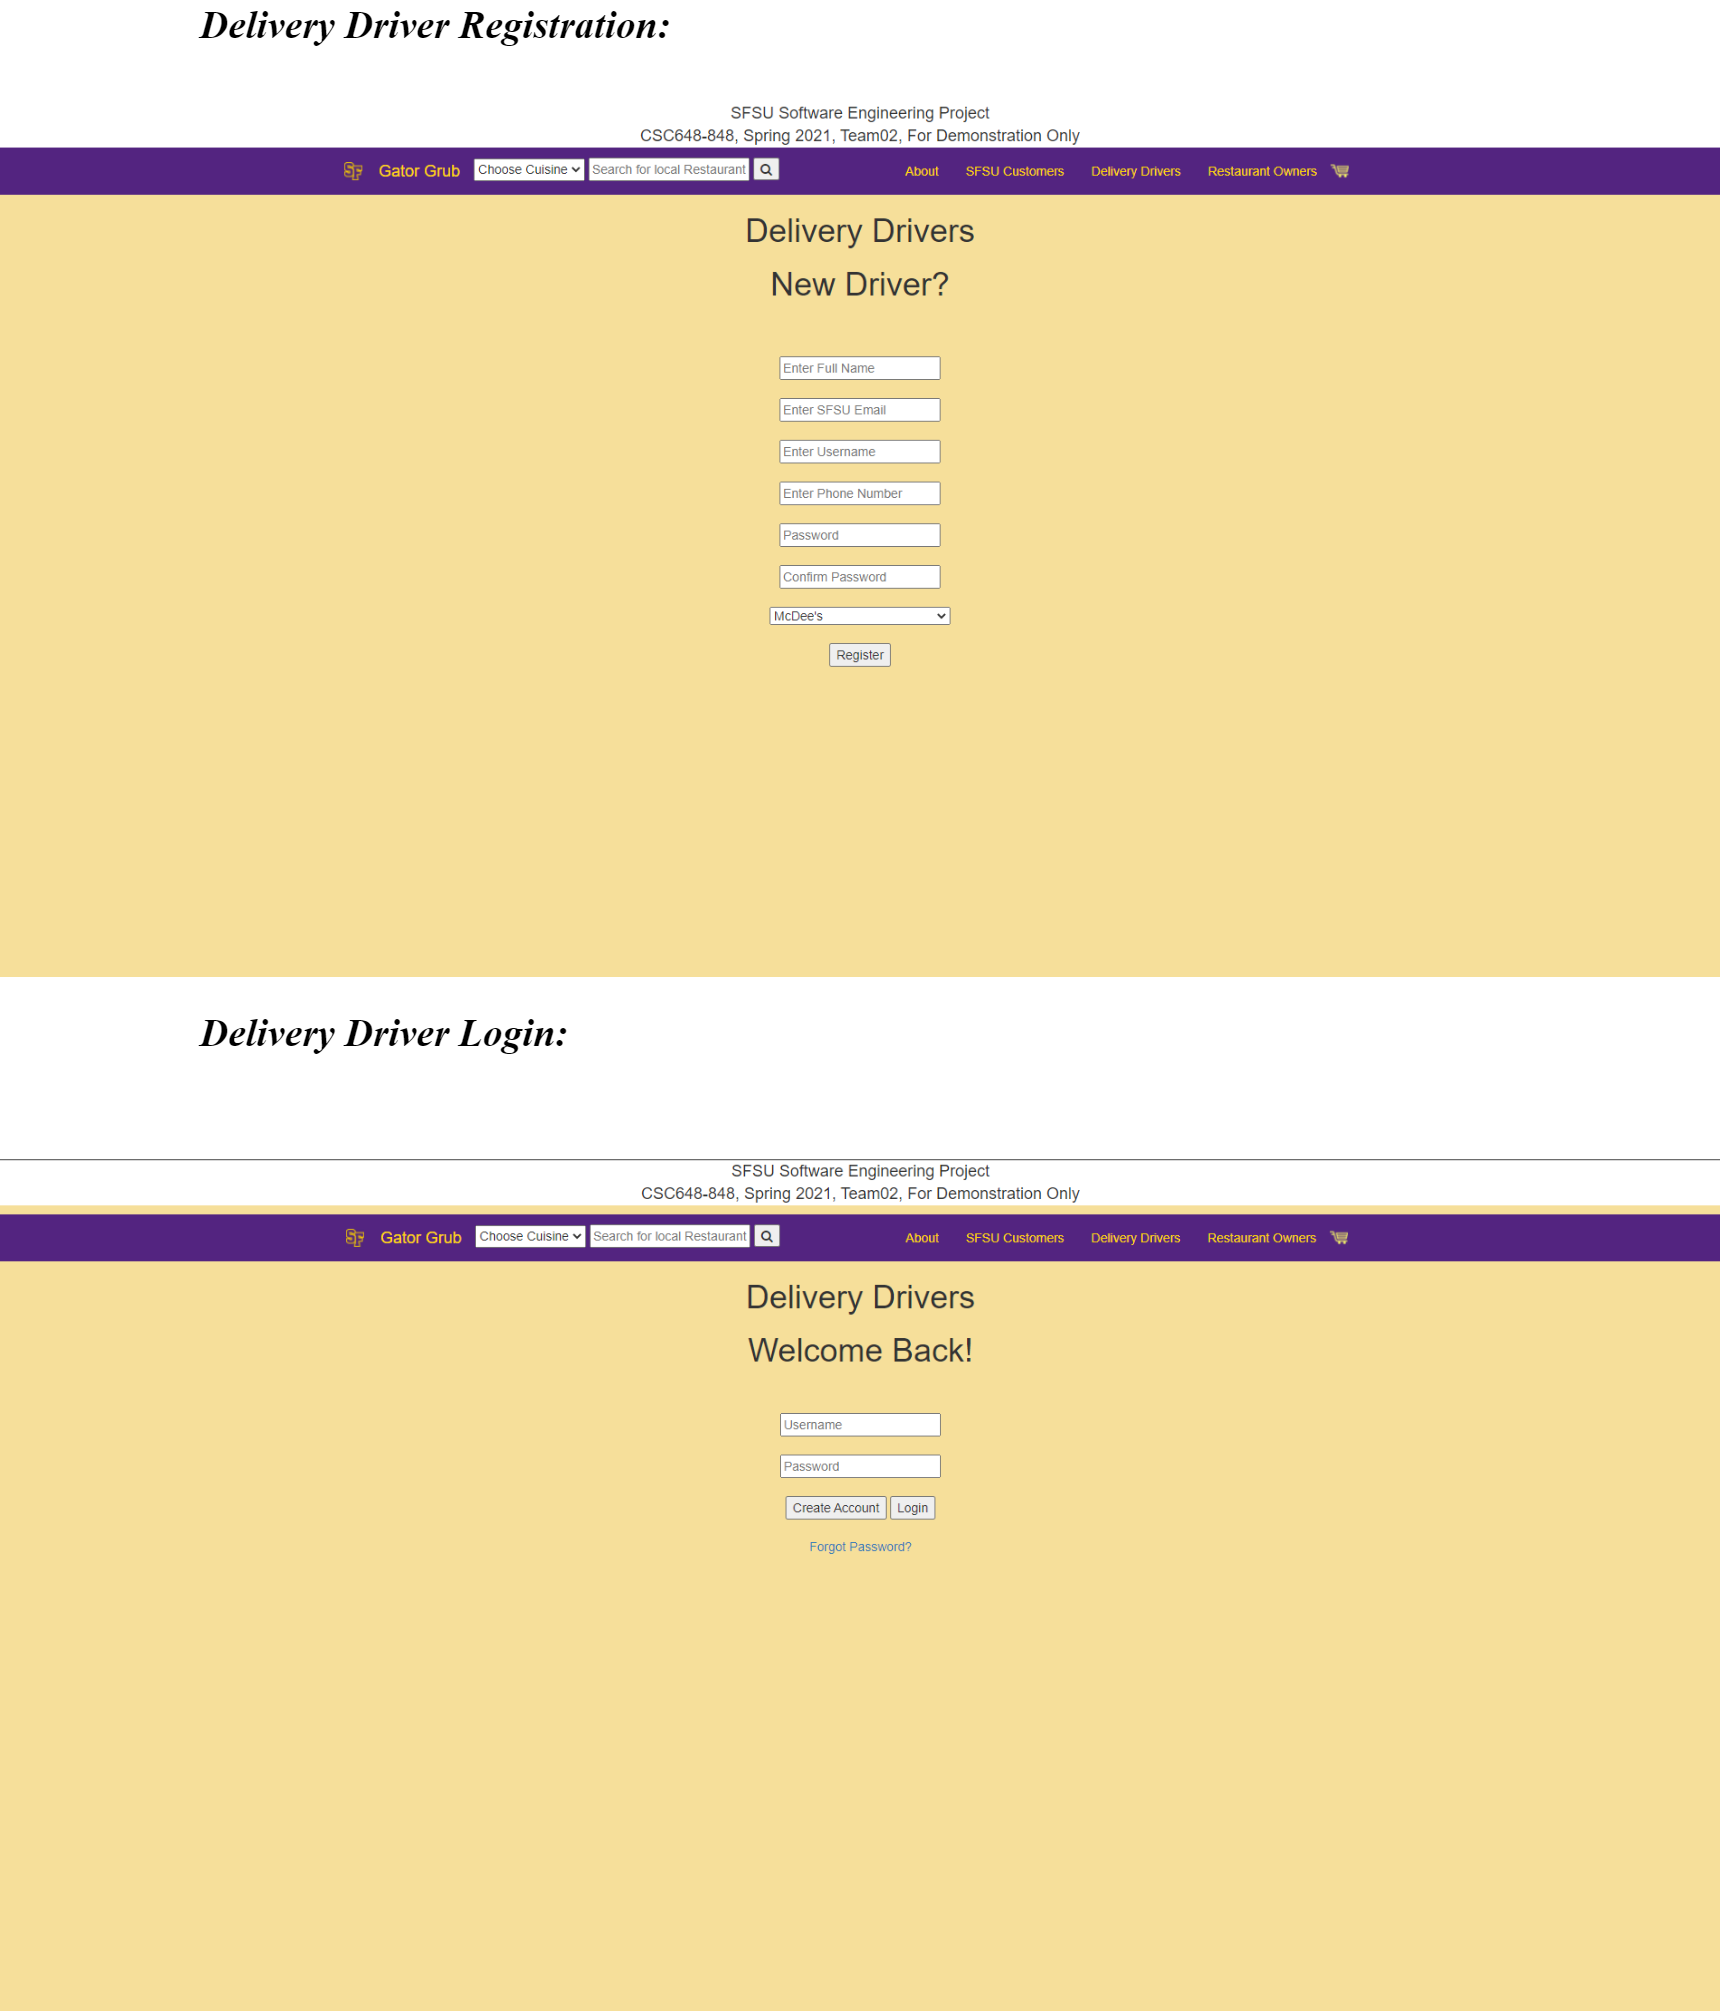 Delivery Driver Registration:
SFSU Software Engineering Project
CSC648-848, Spring 2021, Team02, For Demonstration Only
SF Gator Grub Choose Cuisine Search for local Restaurant About SFSU Customers Delivery Drivers Restaurant Owners
Delivery Drivers
New Driver?
Enter Full Name
Enter SFSU Email
Enter Username
Enter Phone Number
Password
Confirm Password
McDee's
Register
Delivery Driver Login:
SFSU Software Engineering Project
CSC648-848, Spring 2021, Team02, For Demonstration Only
SF Gator Grub Choose Cuisine Search for local Restaurant About SFSU Customers Delivery Drivers Restaurant Owners
Delivery Drivers
Welcome Back!
Username
Password
Create Account Login
Forgot Password?